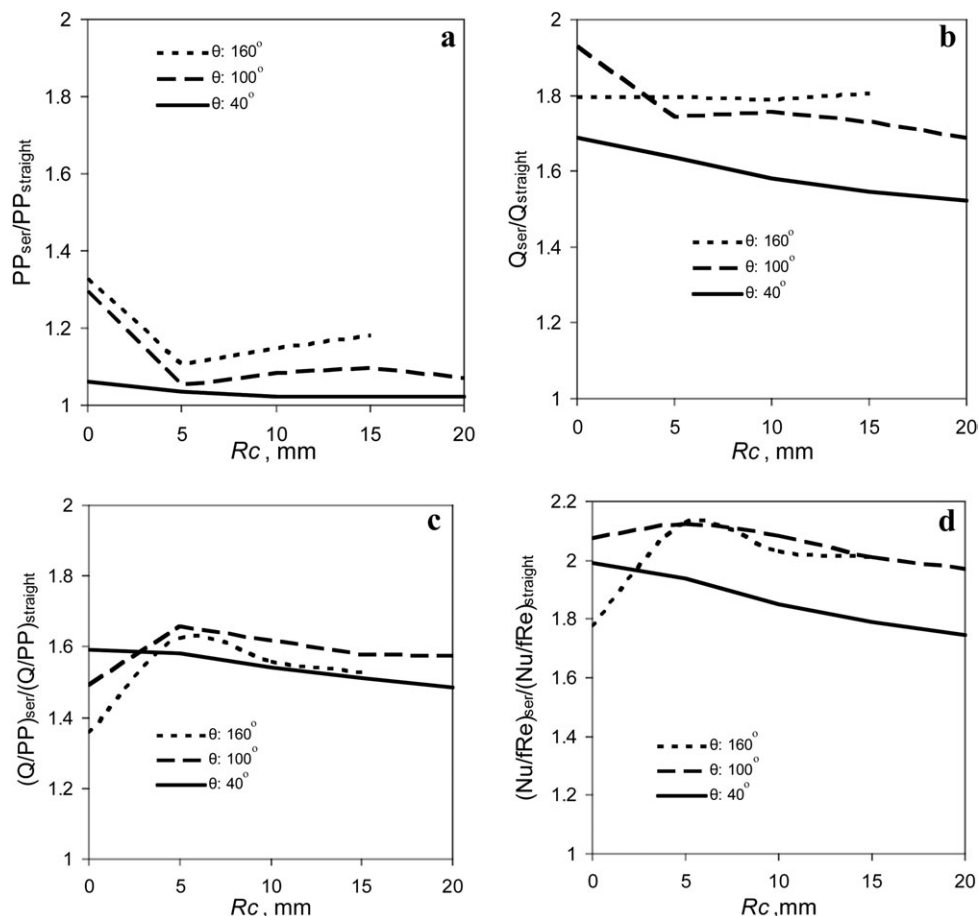 a
2
1.8
1.6
1.4
1.2
1
PPser/PPstraight
θ: 160°
θ: 100°
θ: 40°
0 5 10 15 20
Rc , mm
b
2
1.8
1.6
1.4
1.2
1
Qser/Qstraight
θ: 160°
θ: 100°
θ: 40°
0 5 10 15 20
Rc , mm
c
2
1.8
1.6
1.4
1.2
1
(Q/PP)ser/(Q/PP)straight
θ: 160°
θ: 100°
θ: 40°
0 5 10 15 20
Rc , mm
d
2.2
2
1.8
1.6
1.4
1.2
1
(Nu/fRe)ser/(Nu/fRe)straight
θ: 160°
θ: 100°
θ: 40°
0 5 10 15 20
Rc , mm